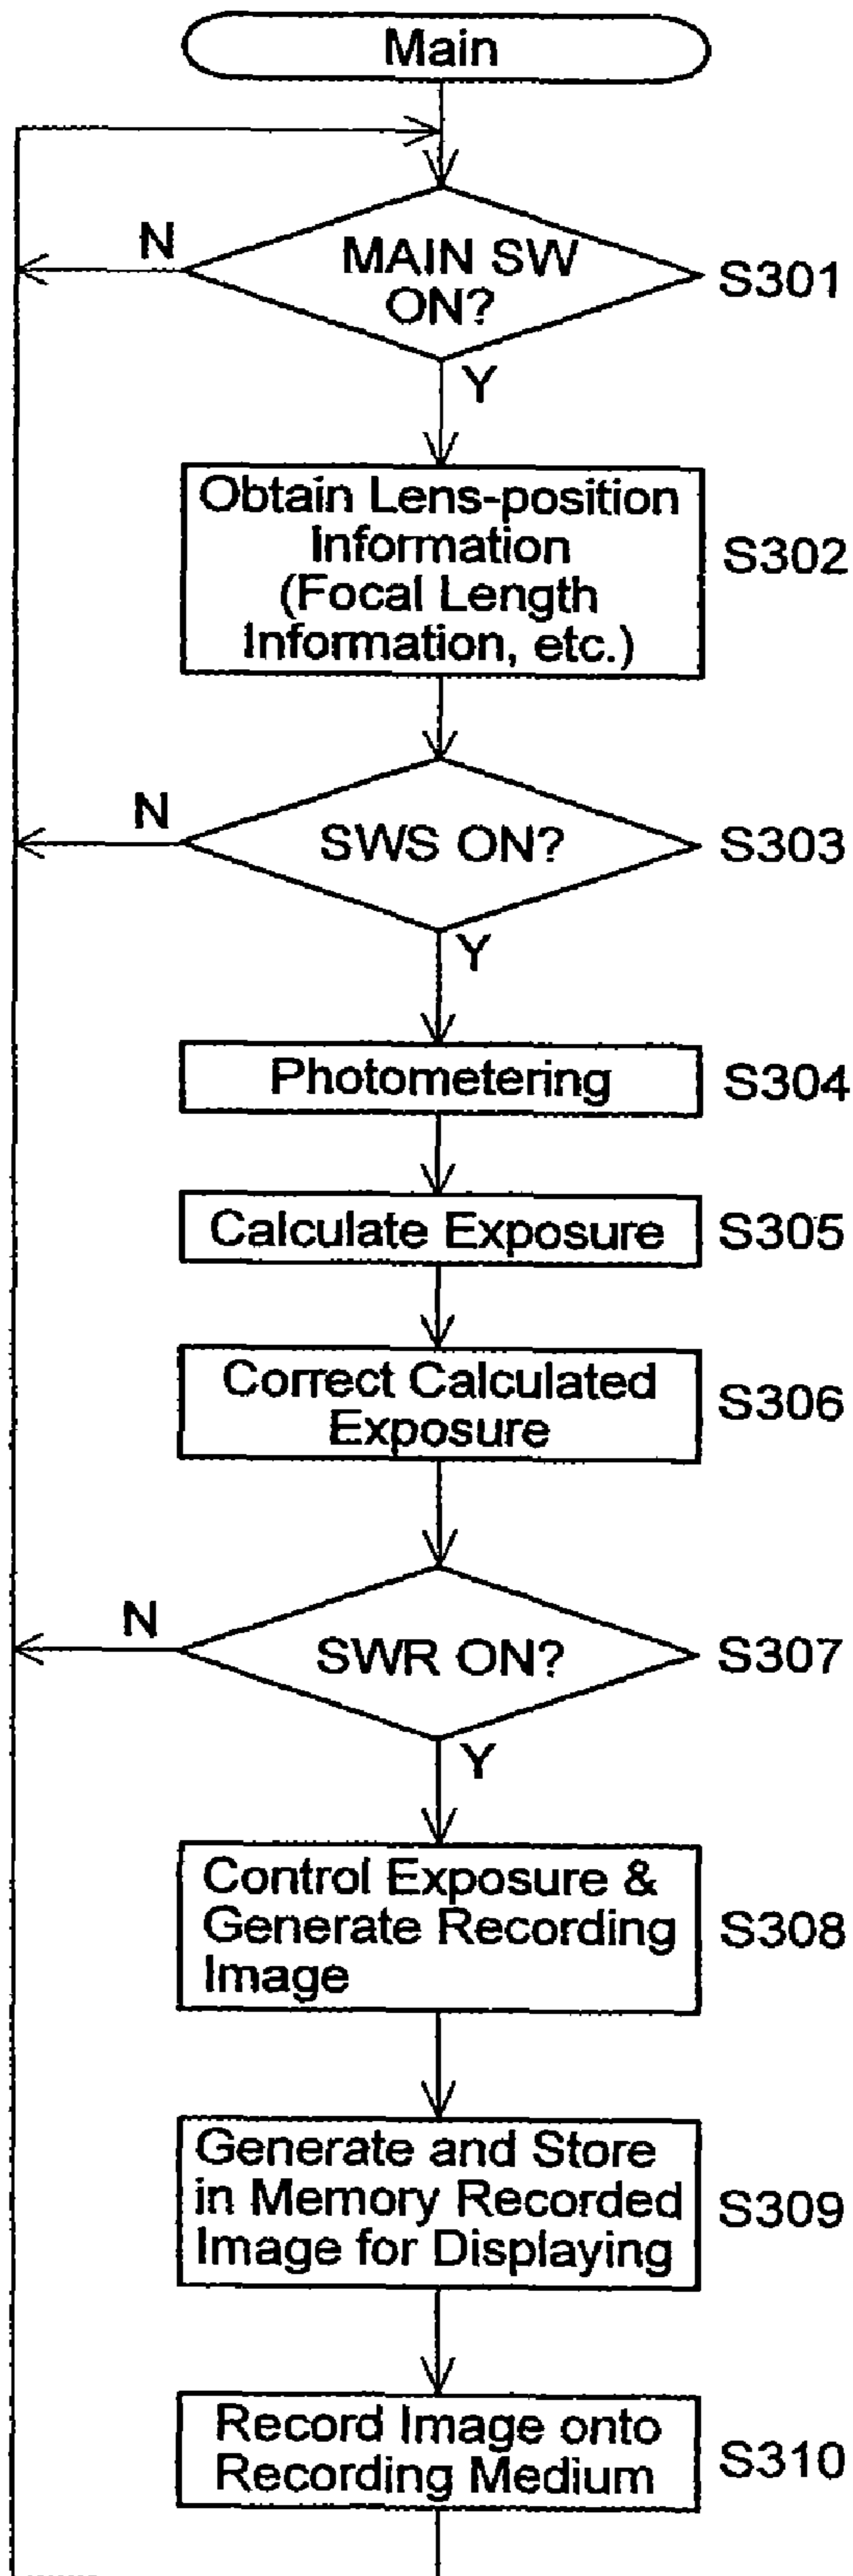 Main
N
MAIN SW
ON?
S301
Y
Obtain Lens-position
Information
(Focal Length
Information, etc.)
S302
N
SWS ON?
S303
Y
Photometering
S304
Calculate Exposure
S305
Correct Calculated
Exposure
S306
N
SWR ON?
S307
Y
Control Exposure &
Generate Recording
Image
S308
Generate and Store
in Memory Recorded
Image for Displaying
S309
Record Image onto
Recording Medium
S310